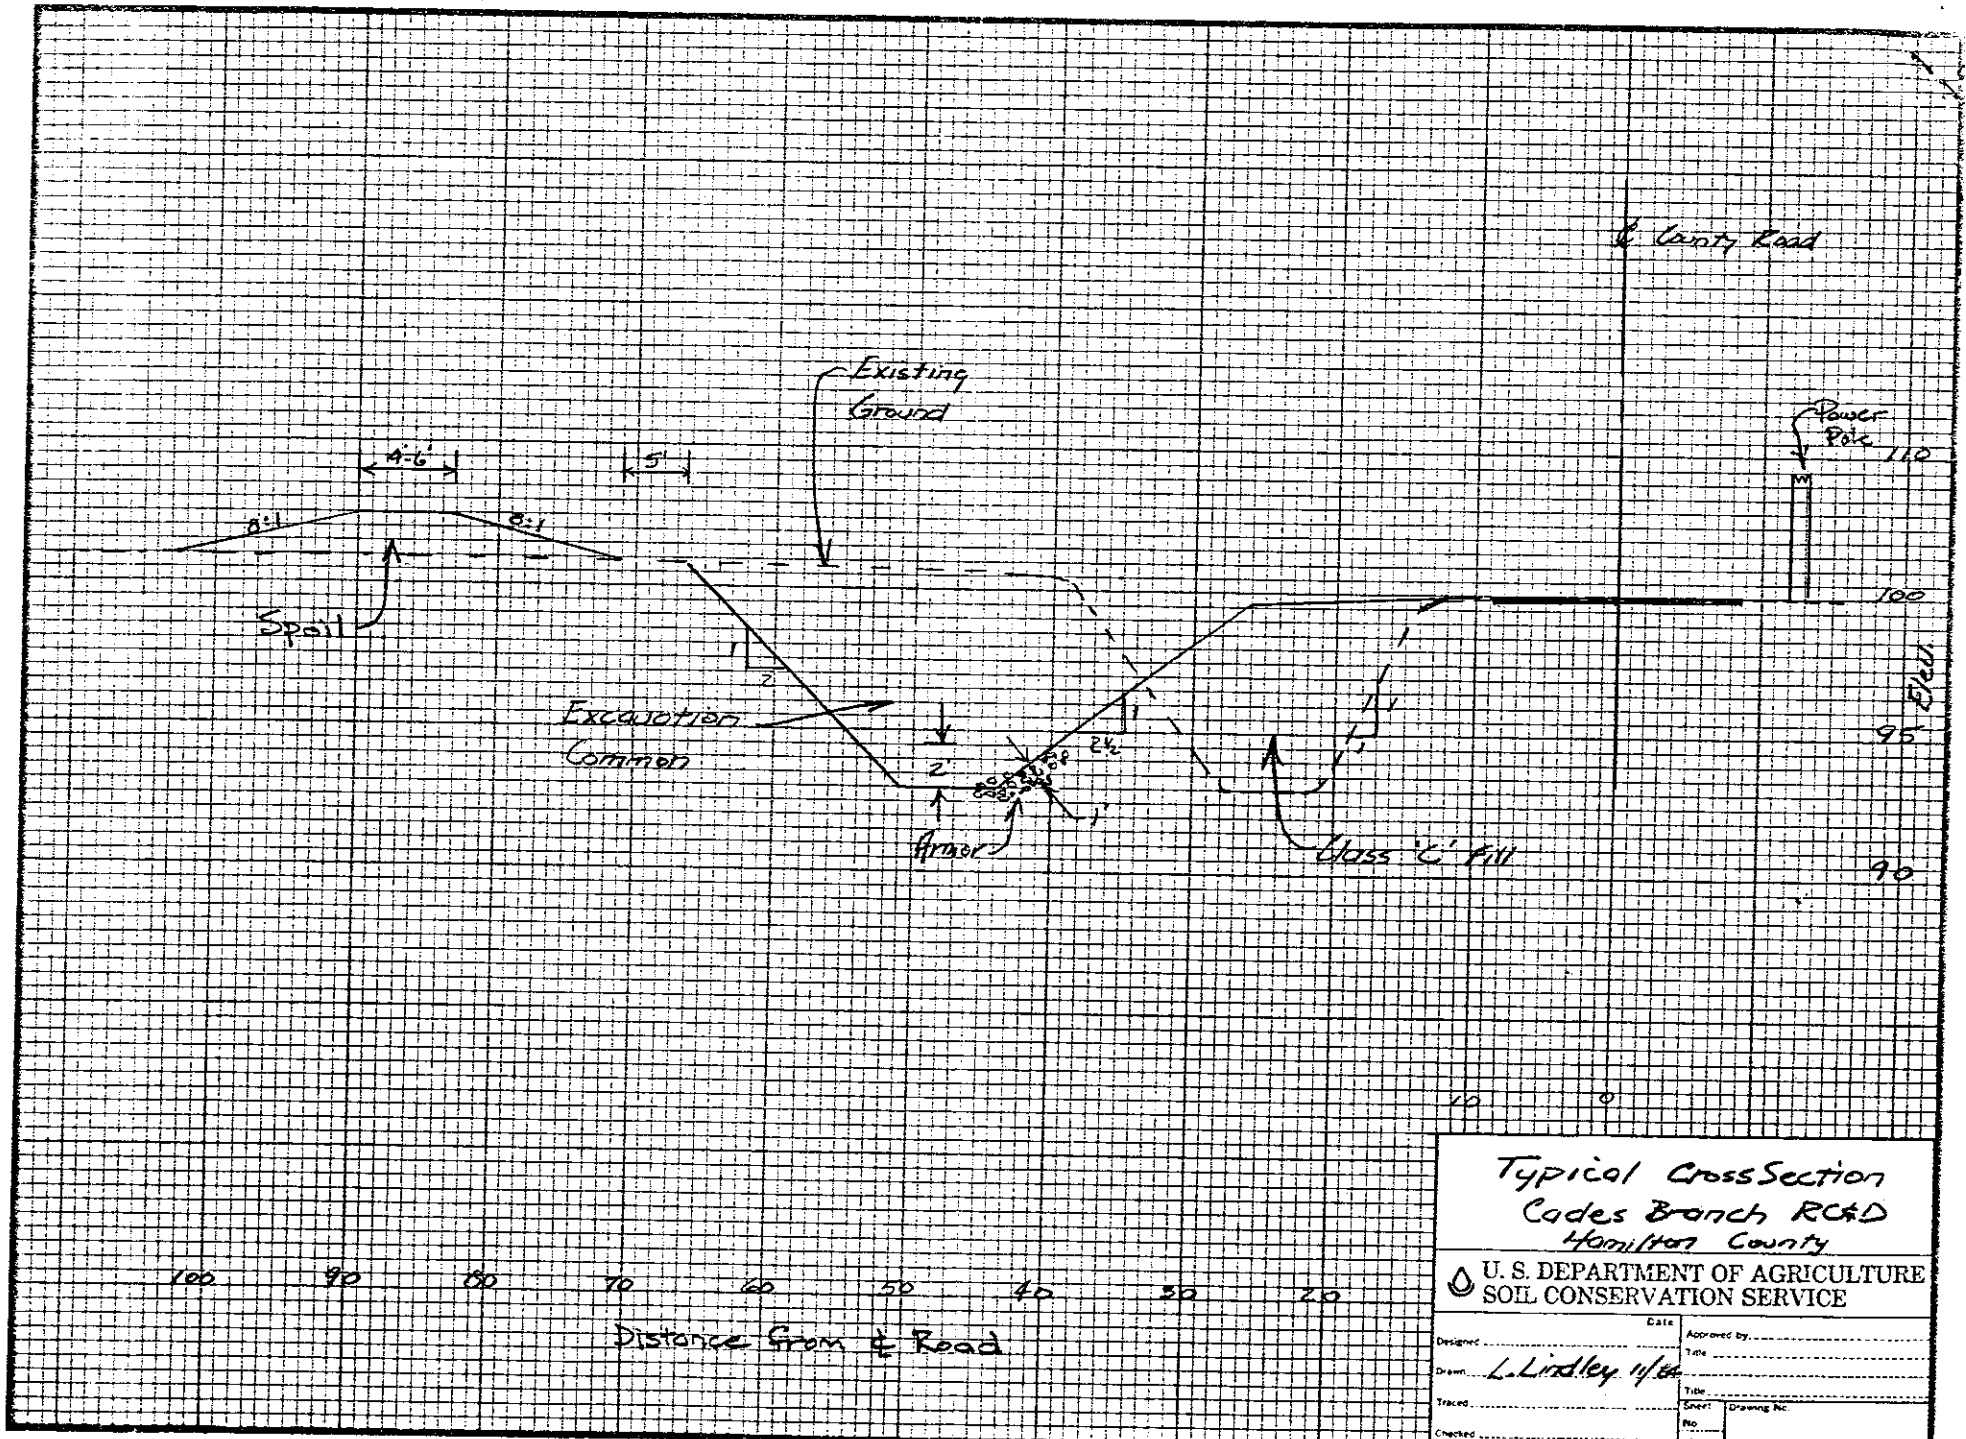 ℄ County Road
Existing
Ground
Power
Pole
110
4'-6'
5'
8:1
8:1
100
Spoil
1
2
Elev.
Excavation
Common
1
2½
1
1
95
2'
1'
Armor
Class "C" Fill
90
10
0
Typical Cross Section
Cades Branch RC&D
Hamilton County
U. S. DEPARTMENT OF AGRICULTURE
SOIL CONSERVATION SERVICE
100 90 80 70 60 50 40 30 20
Distance from ℄ Road
Date
Designed
Drawn L. Lindley 11/84
Traced
Checked
Approved by
Title
Title
Sheet
No
Drawing No.